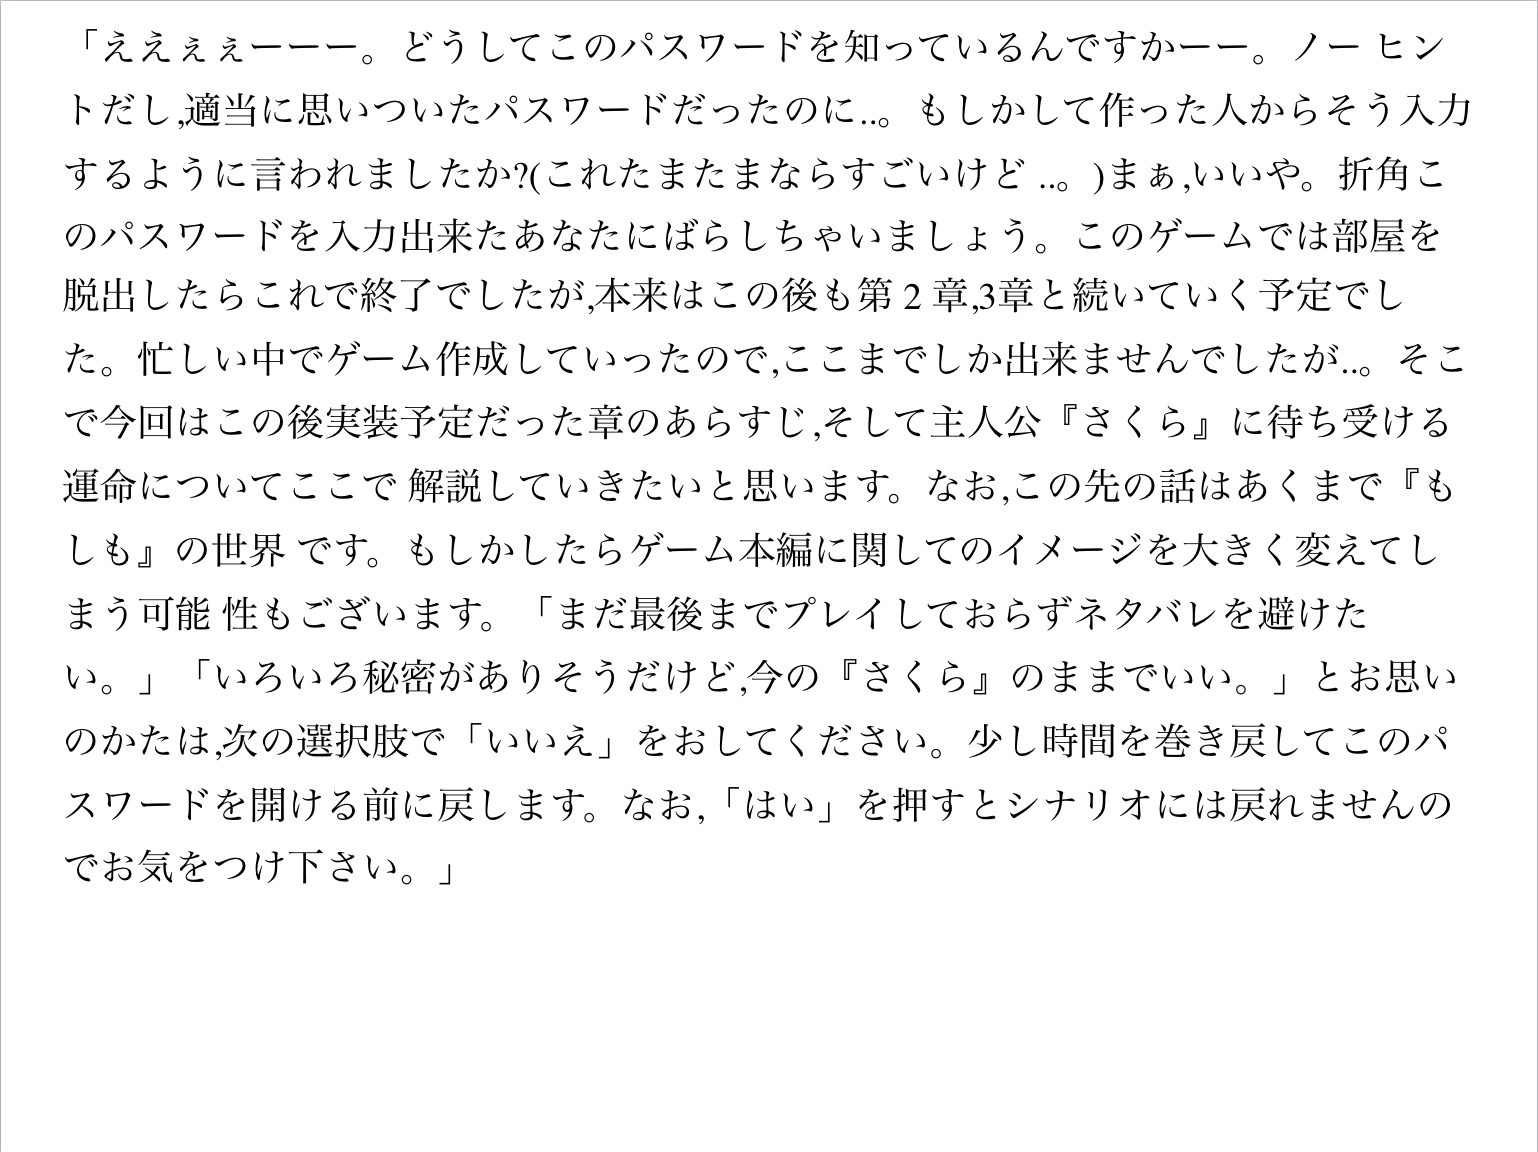 「ええぇぇーーー。どうしてこのパスワードを知っているんですかーー。ノー ヒン
トだし,適当に思いついたパスワードだったのに..。もしかして作った人からそう入力
するように言われましたか?(これたまたまならすごいけど ..。)まぁ,いいや。折角こ
のパスワードを入力出来たあなたにばらしちゃいましょう。このゲームでは部屋を
脱出したらこれで終了でしたが,本来はこの後も第 2 章,3章と続いていく予定でし
た。忙しい中でゲーム作成していったので,ここまでしか出来ませんでしたが..。そこ
で今回はこの後実装予定だった章のあらすじ,そして主人公『さくら』に待ち受ける
運命についてここで 解説していきたいと思います。なお,この先の話はあくまで『も
しも』の世界 です。もしかしたらゲーム本編に関してのイメージを大きく変えてし
まう可能 性もございます。「まだ最後までプレイしておらずネタバレを避けた
い。」「いろいろ秘密がありそうだけど,今の『さくら』のままでいい。」とお思い
のかたは,次の選択肢で「いいえ」をおしてください。少し時間を巻き戻してこのパ
スワードを開ける前に戻します。なお,「はい」を押すとシナリオには戻れませんの
でお気をつけ下さい。」